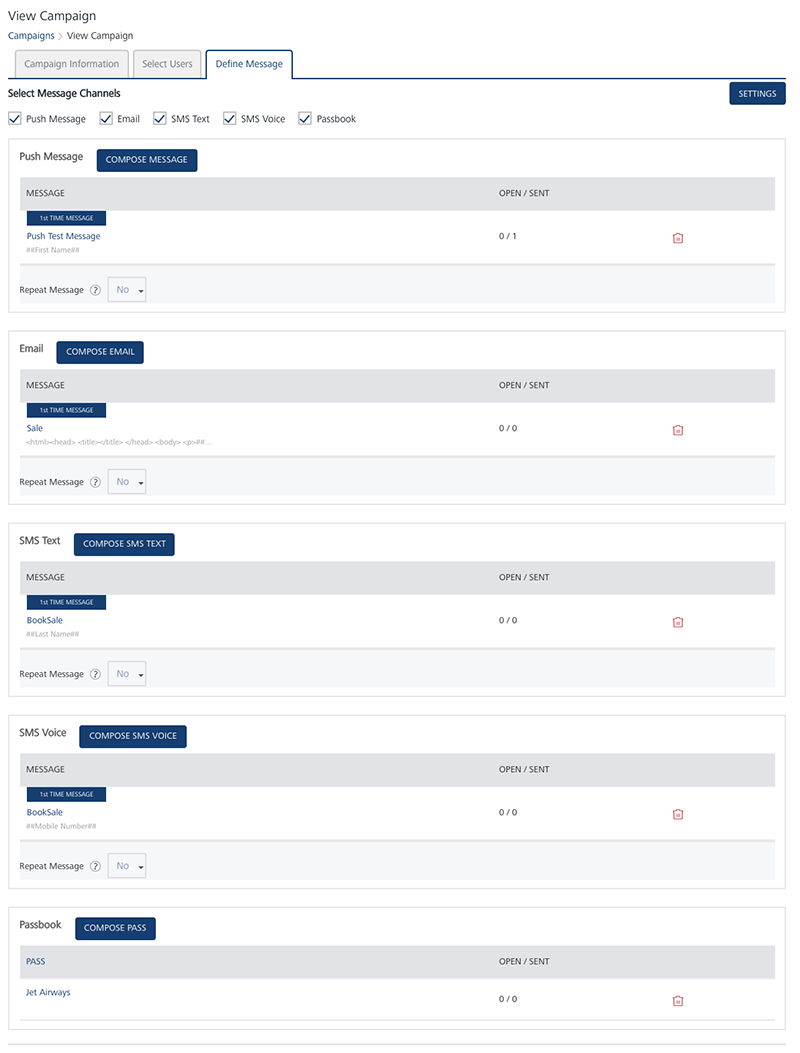 View Campaign
Campaigns > View Campaign
Campaign Information Select Users Define Message
Select Message Channels SETTINGS
Push Message Email SMS Text SMS Voice Passbook
Push Message COMPOSE MESSAGE
MESSAGE OPEN / SENT
1st TIME MESSAGE
Push Test Message 0 / 1
##First Name##
Repeat Message ? No
Email COMPOSE EMAIL
MESSAGE OPEN / SENT
1st TIME MESSAGE
Sale 0 / 0
<html><head> <title></title> </head> <body> <p>##...
Repeat Message ? No
SMS Text COMPOSE SMS TEXT
MESSAGE OPEN / SENT
1st TIME MESSAGE
BookSale 0 / 0
##Last Name##
Repeat Message ? No
SMS Voice COMPOSE SMS VOICE
MESSAGE OPEN / SENT
1st TIME MESSAGE
BookSale 0 / 0
##Mobile Number##
Repeat Message ? No
Passbook COMPOSE PASS
PASS OPEN / SENT
Jet Airways 0 / 0